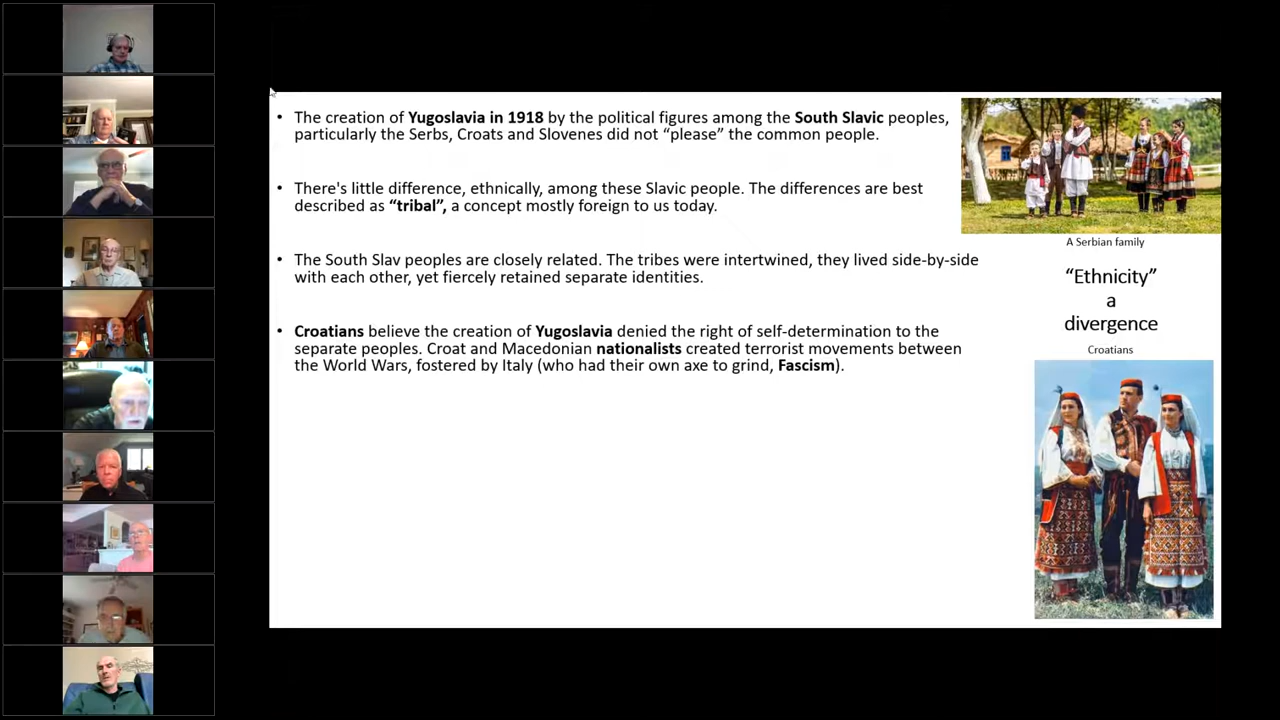 • The creation of Yugoslavia in 1918 by the political figures among the South Slavic peoples,
particularly the Serbs, Croats and Slovenes did not “please” the common people.
• There's little difference, ethnically, among these Slavic people. The differences are best
described as “tribal”, a concept mostly foreign to us today.
• The South Slav peoples are closely related. The tribes were intertwined, they lived side-by-side
with each other, yet fiercely retained separate identities.
• Croatians believe the creation of Yugoslavia denied the right of self-determination to the
separate peoples. Croat and Macedonian nationalists created terrorist movements between
the World Wars, fostered by Italy (who had their own axe to grind, Fascism).
A Serbian family
“Ethnicity”
a
divergence
Croatians